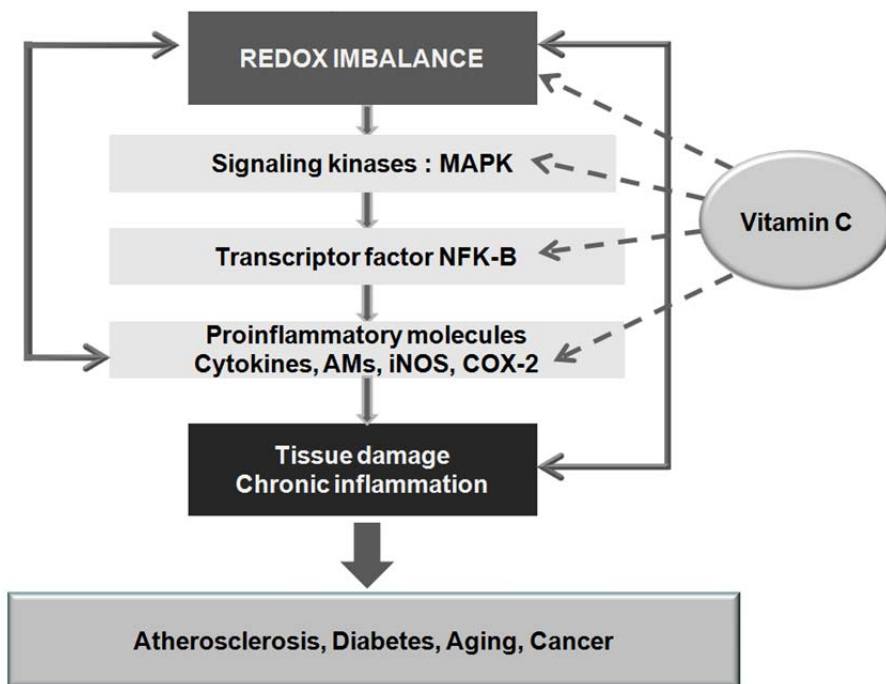 REDOX IMBALANCE
Signaling kinases : MAPK
Vitamin C
Transcriptor factor NFK-B
Proinflammatory molecules
Cytokines, AMs, iNOS, COX-2
Tissue damage
Chronic inflammation
Atherosclerosis, Diabetes, Aging, Cancer